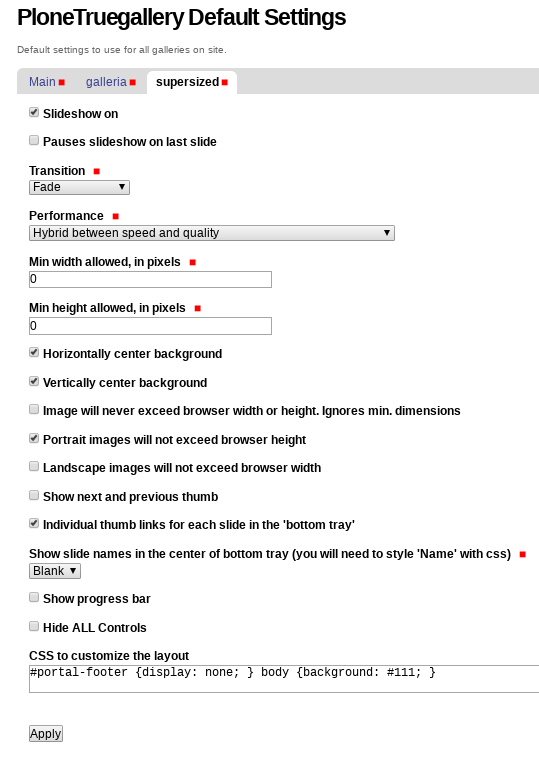 PloneTruegallery Default Settings
Default settings to use for all galleries on site.
Main galleria supersized
Slideshow on
Pauses slideshow on last slide
Transition
Fade
Performance
Hybrid between speed and quality
Min width allowed, in pixels
0
Min height allowed, in pixels
0
Horizontally center background
Vertically center background
Image will never exceed browser width or height. Ignores min. dimensions
Portrait images will not exceed browser height
Landscape images will not exceed browser width
Show next and previous thumb
Individual thumb links for each slide in the 'bottom tray'
Show slide names in the center of bottom tray (you will need to style 'Name' with css)
Blank
Show progress bar
Hide ALL Controls
CSS to customize the layout
#portal-footer {display: none; } body {background: #111; }
Apply